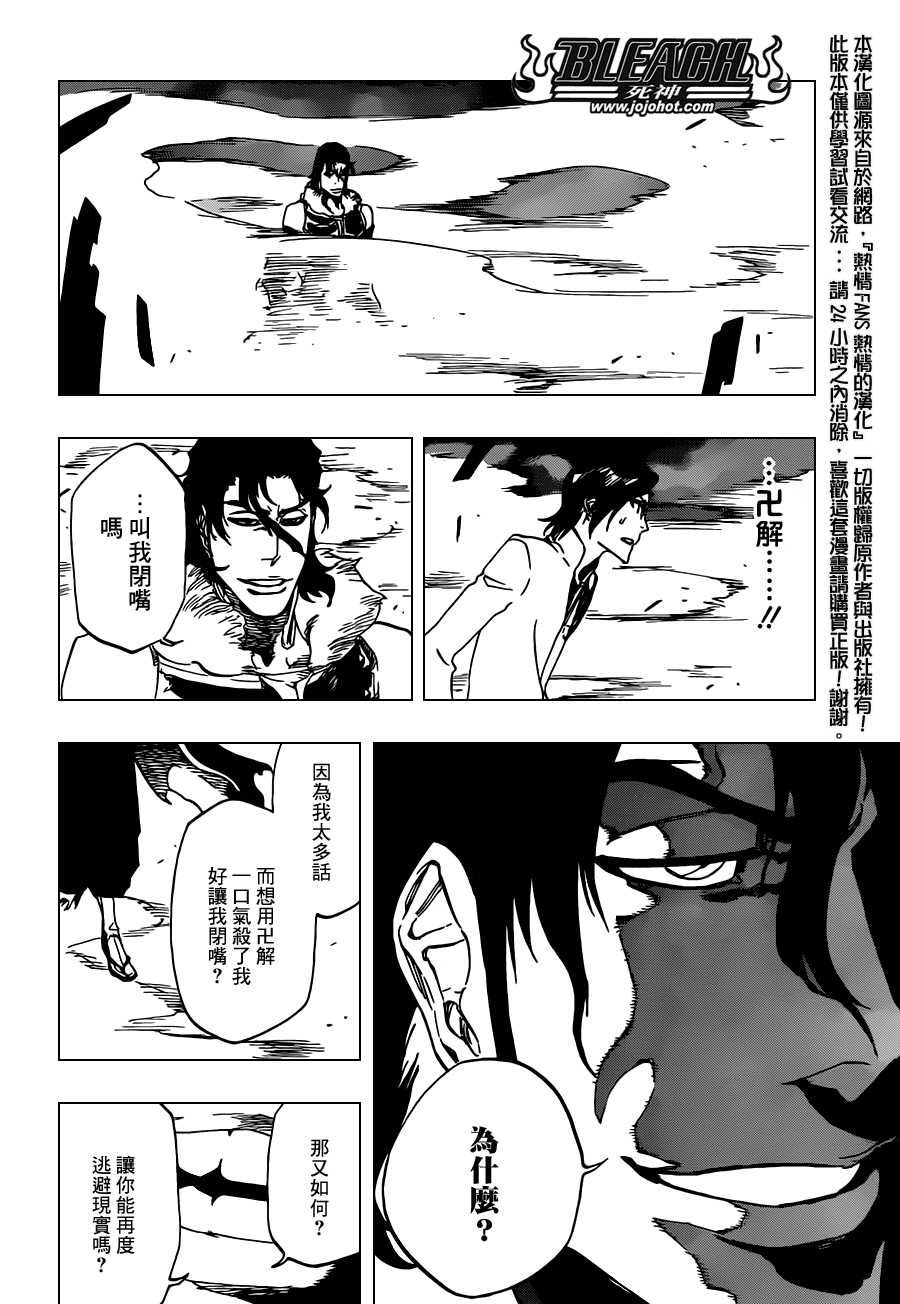 本漢化圖源來自於網路，『熱情FANS熱情的漢化』一切版權歸原作者與出版社擁有！
此版本僅供學習試看交流…請24小時之內消除，喜歡這套漫畫請購買正版！謝謝。
BLEACH
死神
www.jojohot.com
…卍解……!!
…叫我閉嘴
嗎
為什麼？
因為我太多話
而想用卍解
一口氣殺了我
好讓我閉嘴？
那又如何？
讓你能再度
逃避現實嗎？